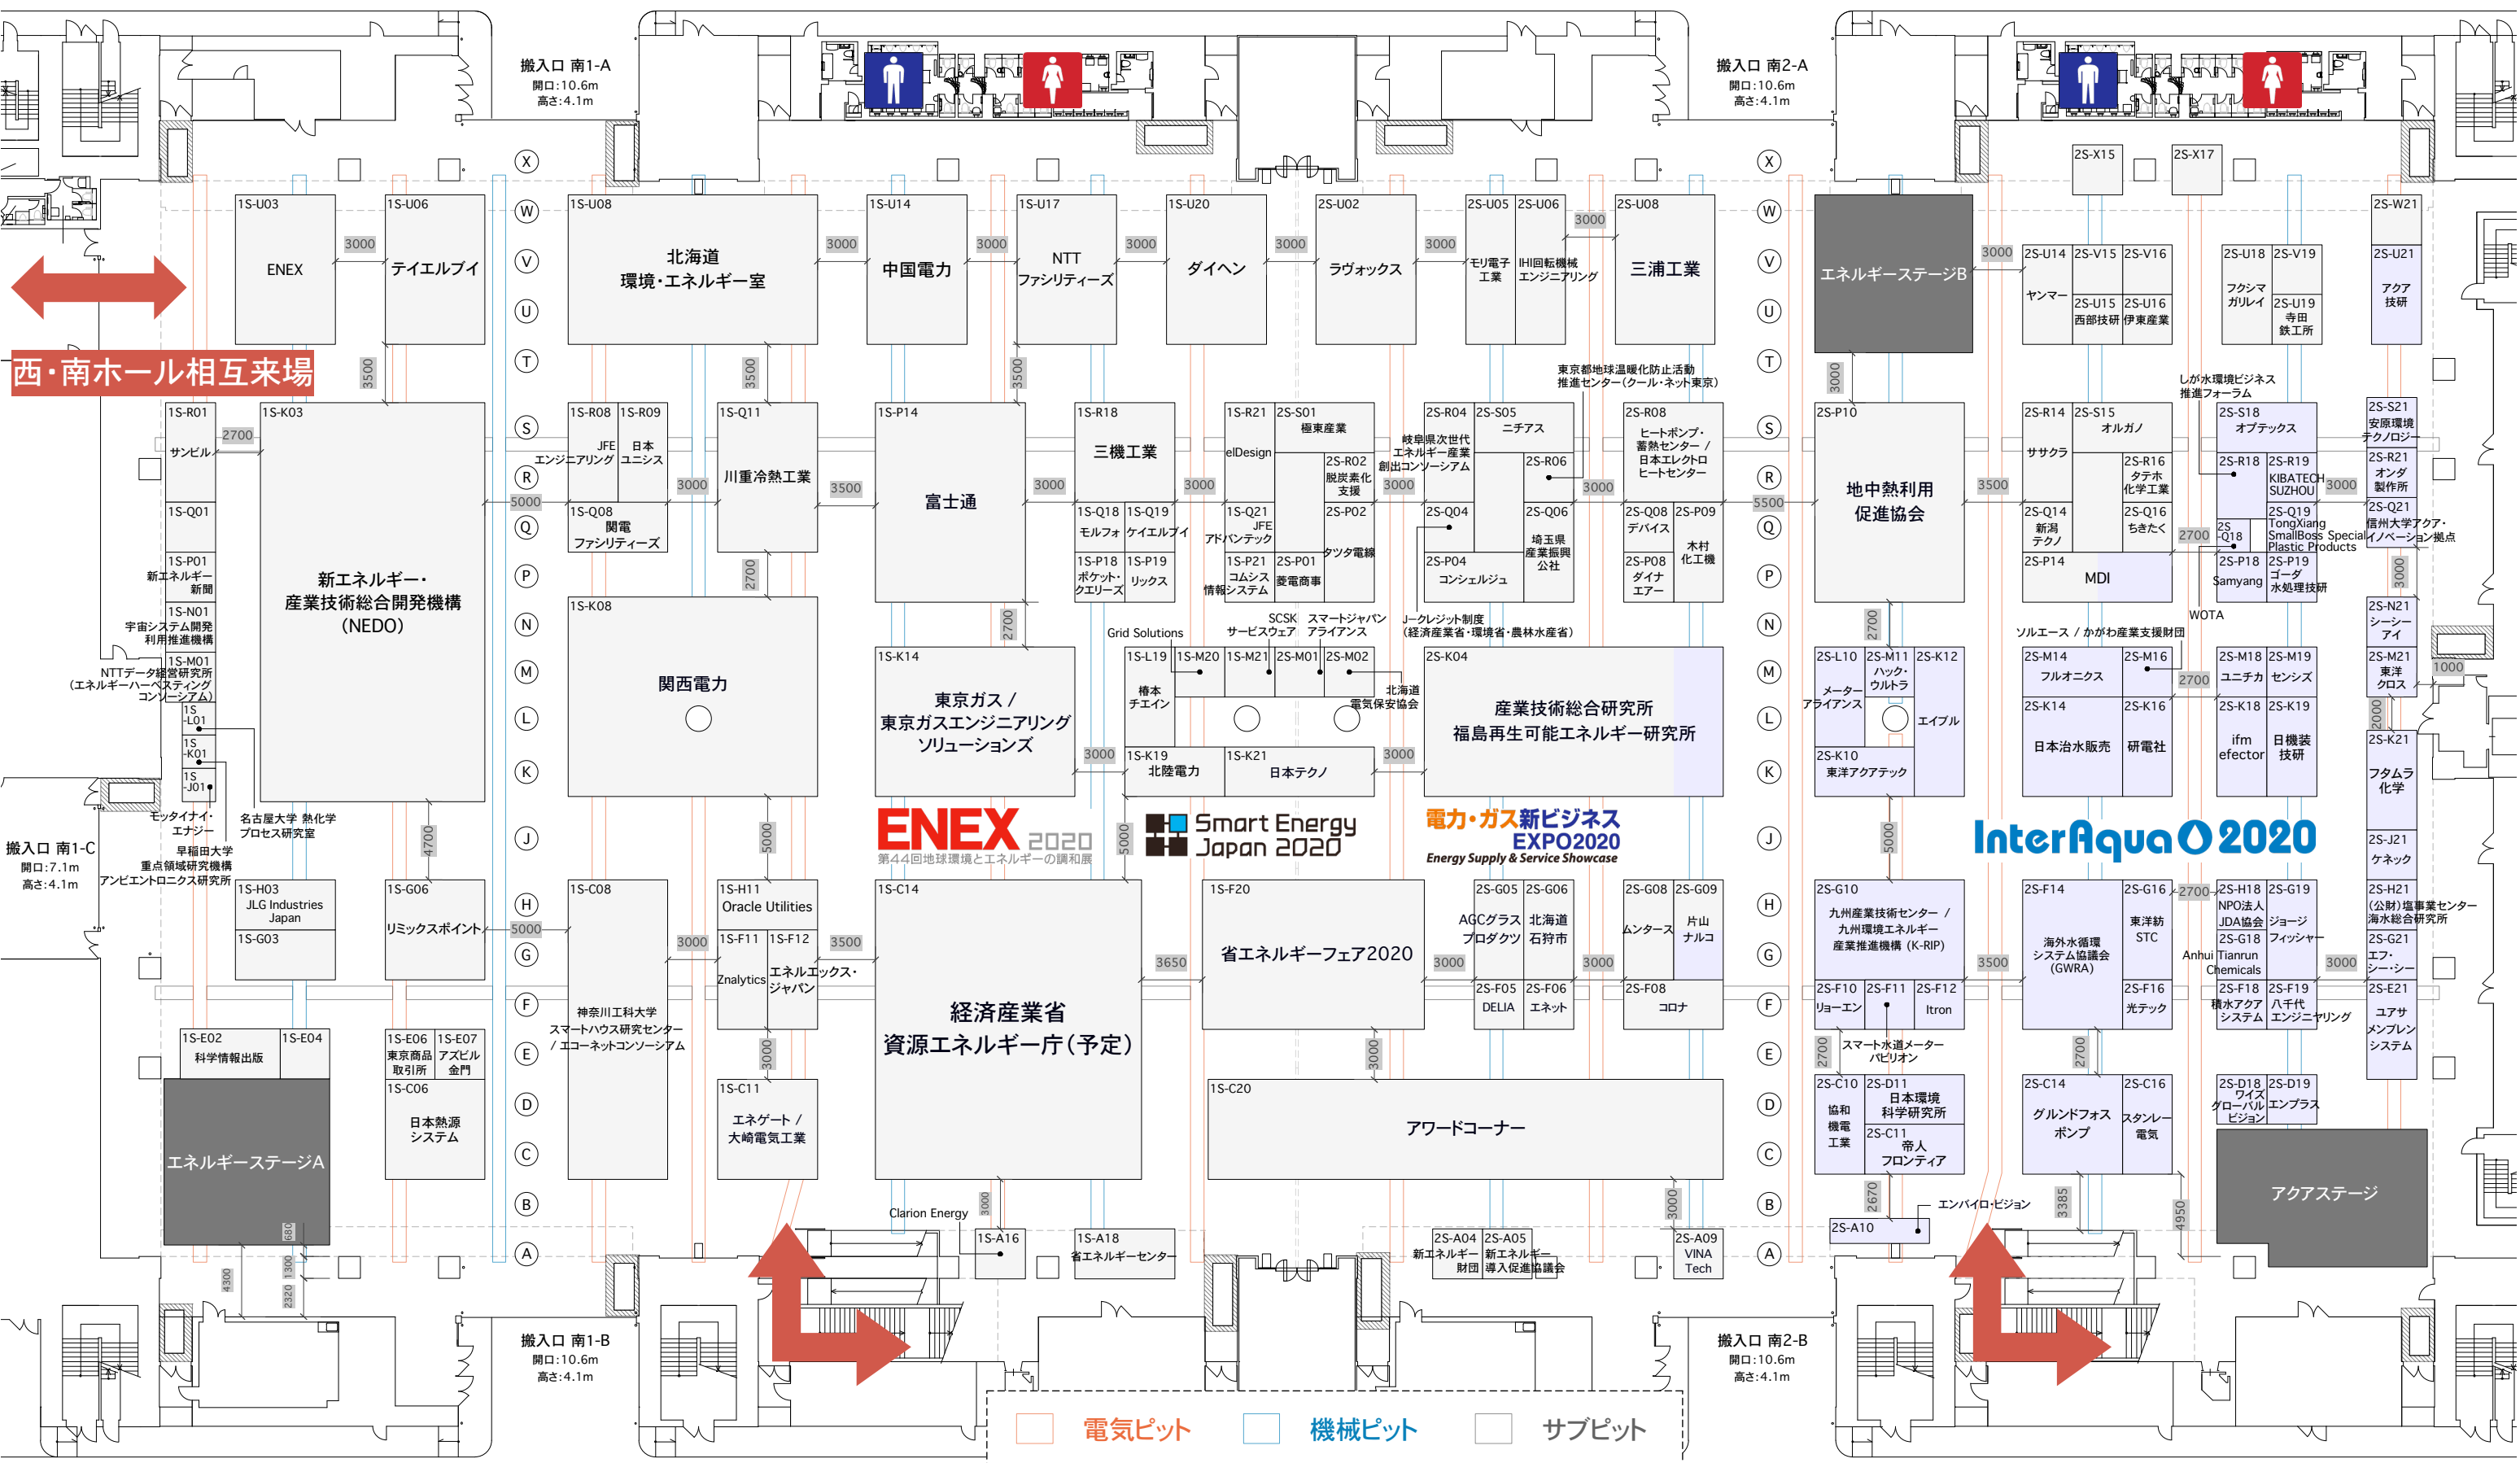 搬入口 南1-A
開口:10.6m
高さ:4.1m
搬入口 南2-A
開口:10.6m
高さ:4.1m
X
X
2S-X15
2S-X17
1S-U03
ENEX
3000
1S-U06
テイエルブイ
W
V
U
T
1S-U08
北海道
環境・エネルギー室
3000
1S-U14
中国電力
3000
1S-U17
NTT
ファシリティーズ
3000
1S-U20
ダイヘン
3000
2S-U02
ラヴォックス
3000
2S-U05
モリ電子
工業
2S-U06
IHI回転機械
エンジニアリング
3000
2S-U08
三浦工業
W
V
U
T
エネルギーステージB
3000
2S-U14
ヤンマー
2S-V15
2S-V16
2S-U15
西部技研
2S-U16
伊東産業
2S-U18
フクシマ
ガリレイ
2S-V19
2S-U19
寺田
鉄工所
2S-W21
2S-U21
アクア
技研
西・南ホール相互来場
3500
3500
3500
3000
東京都地球温暖化防止活動
推進センター(クール・ネット東京)
しが水環境ビジネス
推進フォーラム
1S-R01
サンビル
2700
1S-Q01
1S-P01
新エネルギー
新聞
1S-N01
宇宙システム開発
利用推進機構
1S-M01
NTTデータ経営研究所
(エネルギーハーベスティング
コンソーシアム)
1S
-L01
1S
-K01
1S
-J01
モッタイナイ・
エナジー
名古屋大学 熱化学
プロセス研究室
早稲田大学
重点領域研究機構
アンビエントロニクス研究所
1S-K03
新エネルギー・
産業技術総合開発機構
(NEDO)
4700
S
R
Q
P
N
M
L
K
J
5000
1S-R08
JFE
エンジニアリング
1S-R09
日本
ユニシス
1S-Q08
関電
ファシリティーズ
3000
1S-Q11
川重冷熱工業
3500
2700
1S-K08
関西電力
5000
1S-P14
富士通
3000
2700
1S-K14
東京ガス /
東京ガスエンジニアリング
ソリューションズ
3000
1S-R18
三機工業
3000
1S-Q18
モルフォ
1S-Q19
ケイエルブイ
1S-P18
ポケット・
クエリーズ
1S-P19
リックス
1S-R21
elDesign
2S-S01
極東産業
2S-R02
脱炭素化
支援
1S-Q21
JFE
アドバンテック
2S-P02
タツタ電線
1S-P21
コムシス
情報システム
2S-P01
菱電商事
3000
Grid Solutions
SCSK
サービスウェア
スマートジャパン
アライアンス
1S-L19
椿本
チエイン
1S-M20
1S-M21
2S-M01
2S-M02
北海道
電気保安協会
1S-K19
北陸電力
1S-K21
日本テクノ
3000
5000
2S-R04
岐阜県次世代
エネルギー産業
創出コンソーシアム
2S-S05
ニチアス
2S-R06
2S-Q04
2S-Q06
埼玉県
産業振興
公社
2S-P04
コンシェルジュ
J-クレジット制度
(経済産業省・環境省・農林水産省)
3000
2S-R08
ヒートポンプ・
蓄熱センター /
日本エレクトロ
ヒートセンター
2S-Q08
デバイス
2S-P09
木村
化工機
2S-P08
ダイナ
エアー
5500
2S-K04
産業技術総合研究所
福島再生可能エネルギー研究所
S
R
Q
P
N
M
L
K
J
2S-P10
地中熱利用
促進協会
3500
2700
2S-L10
メーター
アライアンス
2S-M11
ハック・
ウルトラ
2S-K12
エイブル
2S-K10
東洋アクアテック
5000
2S-R14
ササクラ
2S-S15
オルガノ
2S-R16
タテホ
化学工業
2S-Q14
新潟
テクノ
2S-Q16
ちきたく
2S-P14
MDI
2700
ソルエース / かがわ産業支援財団
2S-M14
フルオニクス
2S-M16
2700
2S-K14
日本治水販売
2S-K16
研電社
2S-S18
オプテックス
2S-R18
2S-R19
KIBATECH
SUZHOU
3000
2S
-Q18
2S-Q19
TongXiang
SmallBoss Special
Plastic Products
2S-P18
Samyang
2S-P19
ゴーダ
水処理技研
WOTA
2S-M18
ユニチカ
2S-M19
センシズ
2S-K18
ifm
efector
2S-K19
日機装
技研
2S-S21
安原環境
テクノロジー
2S-R21
オンダ
製作所
2S-Q21
信州大学アクア・
イノベーション拠点
3000
2S-N21
シーシー
アイ
2S-M21
東洋
クロス
1000
2000
2S-K21
フタムラ
化学
2S-J21
ケネック
ENEX 2020
第44回地球環境とエネルギーの調和展
Smart Energy
Japan 2020
電力・ガス新ビジネス
EXPO2020
Energy Supply & Service Showcase
InterAqua 2020
搬入口 南1-C
開口:7.1m
高さ:4.1m
1S-H03
JLG Industries
Japan
1S-G03
1S-G06
リミックスポイント
5000
1S-E02
科学情報出版
1S-E04
1S-E06
東京商品
取引所
1S-E07
アズビル
金門
1S-C06
日本熱源
システム
エネルギーステージA
680
1300
2320
4300
H
G
F
E
D
C
B
A
1S-C08
神奈川工科大学
スマートハウス研究センター
/ エコーネットコンソーシアム
3000
1S-H11
Oracle Utilities
1S-F11
Znalytics
1S-F12
エネルエックス・
ジャパン
3500
3000
1S-C11
エネゲート /
大崎電気工業
1S-C14
経済産業省
資源エネルギー庁(予定)
3650
3000
Clarion Energy
1S-A16
1S-A18
省エネルギーセンター
1S-F20
省エネルギーフェア2020
3000
3000
1S-C20
アワードコーナー
3000
2S-G05
AGCグラス
プロダクツ
2S-G06
北海道
石狩市
2S-F05
DELIA
2S-F06
エネット
3000
2S-G08
ムンタース
2S-G09
片山
ナルコ
2S-F08
コロナ
2S-A04
新エネルギー
財団
2S-A05
新エネルギー
導入促進協議会
2S-A09
VINA
Tech
H
G
F
E
D
C
B
A
2S-G10
九州産業技術センター /
九州環境エネルギー
産業推進機構 (K-RIP)
3500
2S-F10
リョーエン
2S-F11
2S-F12
Itron
スマート水道メーター
パビリオン
2700
2S-C10
協和
機電
工業
2S-D11
日本環境
科学研究所
2S-C11
帝人
フロンティア
2670
エンバイロ・ビジョン
2S-A10
2S-F14
海外水循環
システム協議会
(GWRA)
2S-G16
東洋紡
STC
2S-F16
光テック
2700
2700
2S-C14
グルンドフォス
ポンプ
2S-C16
スタンレー
電気
3385
4950
2S-H18
NPO法人
JDA協会
2S-G19
ジョージ
フィッシャー
2S-G18
Anhui Tianrun
Chemicals
3000
2S-F18
積水アクア
システム
2S-F19
八千代
エンジニヤリング
2S-D18
ワイズ
グローバル
ビジョン
2S-D19
エンプラス
2S-H21
(公財)塩事業センター
海水総合研究所
2S-G21
エフ・
シー・シー
2S-E21
ユアサ
メンブレン
システム
アクアステージ
搬入口 南1-B
開口:10.6m
高さ:4.1m
搬入口 南2-B
開口:10.6m
高さ:4.1m
電気ピット
機械ピット
サブピット